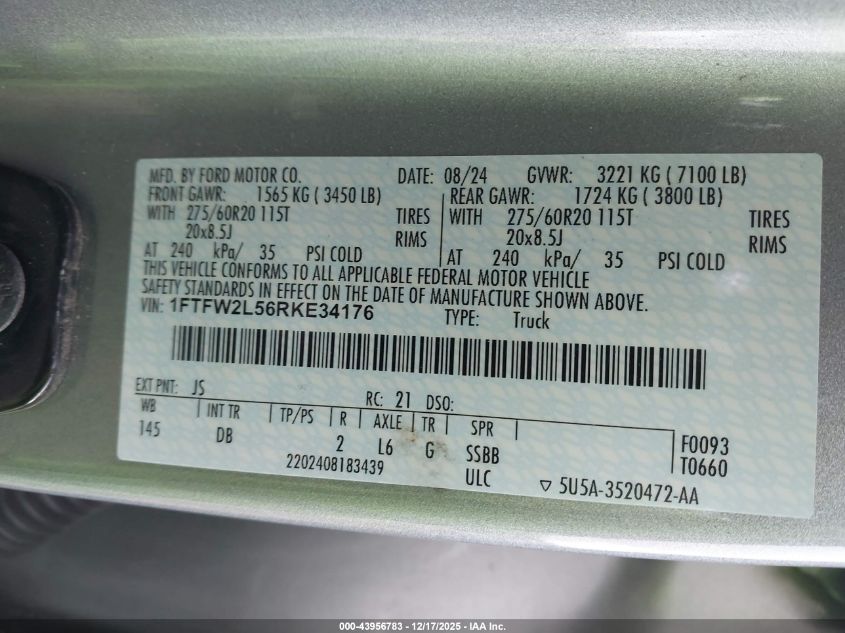 MFD. BY FORD MOTOR CO. DATE: 08/24 GVWR: 3221 KG ( 7100 LB)
FRONT GAWR: 1565 KG ( 3450 LB) REAR GAWR: 1724 KG ( 3800 LB)
WITH 275/60R20 115T TIRES WITH 275/60R20 115T TIRES
20x8.5J RIMS 20x8.5J RIMS
AT 240 kPa/ 35 PSI COLD AT 240 kPa/ 35 PSI COLD
THIS VEHICLE CONFORMS TO ALL APPLICABLE FEDERAL MOTOR VEHICLE
SAFETY STANDARDS IN EFFECT ON THE DATE OF MANUFACTURE SHOWN ABOVE.
VIN: 1FTFW2L56RKE34176 TYPE: Truck
EXT PNT: JS RC: 21 DSO:
WB INT TR TP/PS R AXLE TR SPR
145 DB 2 L6 G SSBB F0093
2202408183439 ULC T0660
▽ 5U5A-3520472-AA
000-43956783 – 12/17/2025 – IAA Inc.